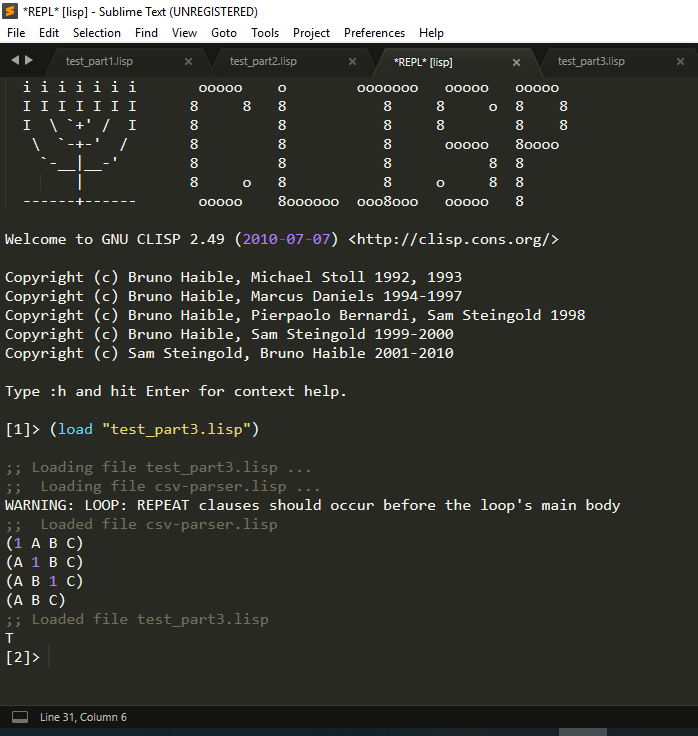 *REPL* [lisp] - Sublime Text (UNREGISTERED)
File Edit Selection Find View Goto Tools Project Preferences Help
test_part1.lisp test_part2.lisp *REPL* [lisp] test_part3.lisp
i i i i i i i       ooooo    o        ooooooo   ooooo   ooooo
I I I I I I I      8     8   8           8     8     o  8    8
I  \ `+' /  I      8         8           8     8        8    8
 \  `-+-'  /       8         8           8      ooooo   8oooo
  `-__|__-'        8         8           8           8  8
      |            8     o   8           8     o     8  8
------+------       ooooo    8oooooo  ooo8ooo   ooooo   8
Welcome to GNU CLISP 2.49 (2010-07-07) <http://clisp.cons.org/>
Copyright (c) Bruno Haible, Michael Stoll 1992, 1993
Copyright (c) Bruno Haible, Marcus Daniels 1994-1997
Copyright (c) Bruno Haible, Pierpaolo Bernardi, Sam Steingold 1998
Copyright (c) Bruno Haible, Sam Steingold 1999-2000
Copyright (c) Sam Steingold, Bruno Haible 2001-2010
Type :h and hit Enter for context help.
[1]> (load "test_part3.lisp")
;; Loading file test_part3.lisp ...
;;  Loading file csv-parser.lisp ...
WARNING: LOOP: REPEAT clauses should occur before the loop's main body
;;  Loaded file csv-parser.lisp
(1 A B C)
(A 1 B C)
(A B 1 C)
(A B C)
;; Loaded file test_part3.lisp
T
[2]>
Line 31, Column 6